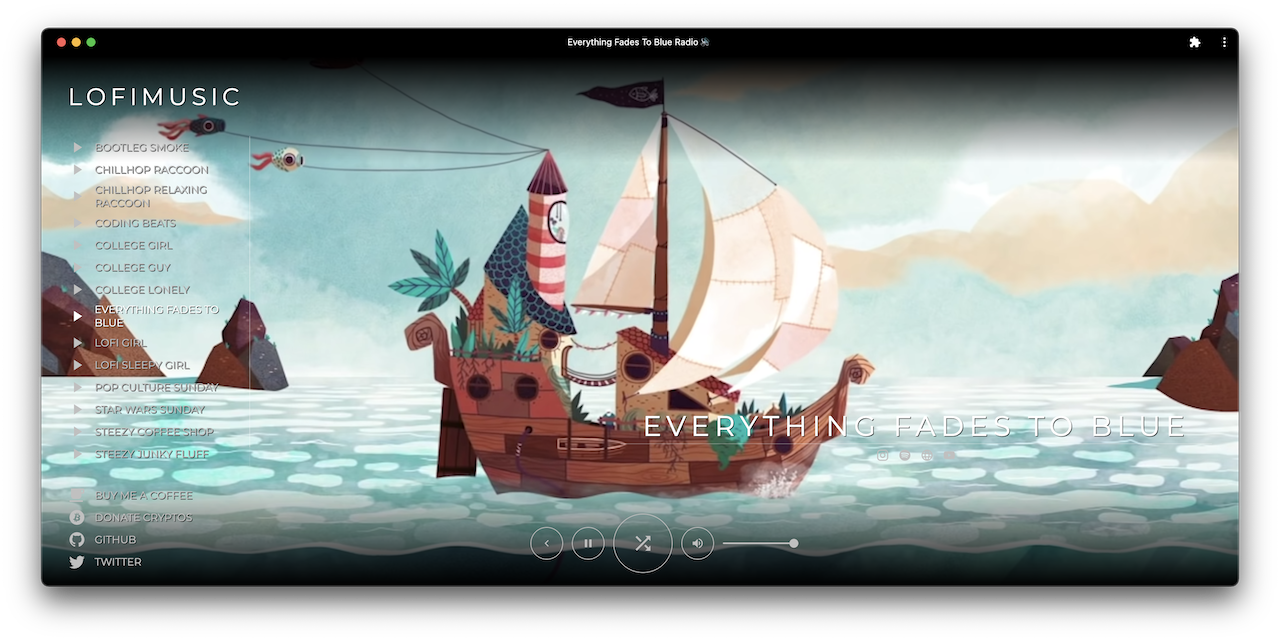 Everything Fades To Blue Radio
LOFIMUSIC
BOOTLEG SMOKE
CHILLHOP RACCOON
CHILLHOP RELAXING
RACCOON
CODING BEATS
COLLEGE GIRL
COLLEGE GUY
COLLEGE LONELY
EVERYTHING FADES TO
BLUE
LOFI GIRL
LOFI SLEEPY GIRL
POP CULTURE SUNDAY
STAR WARS SUNDAY
STEEZY COFFEE SHOP
STEEZY JUNKY FLUFF
BUY ME A COFFEE
DONATE CRYPTOS
GITHUB
TWITTER
EVERYTHING FADES TO BLUE